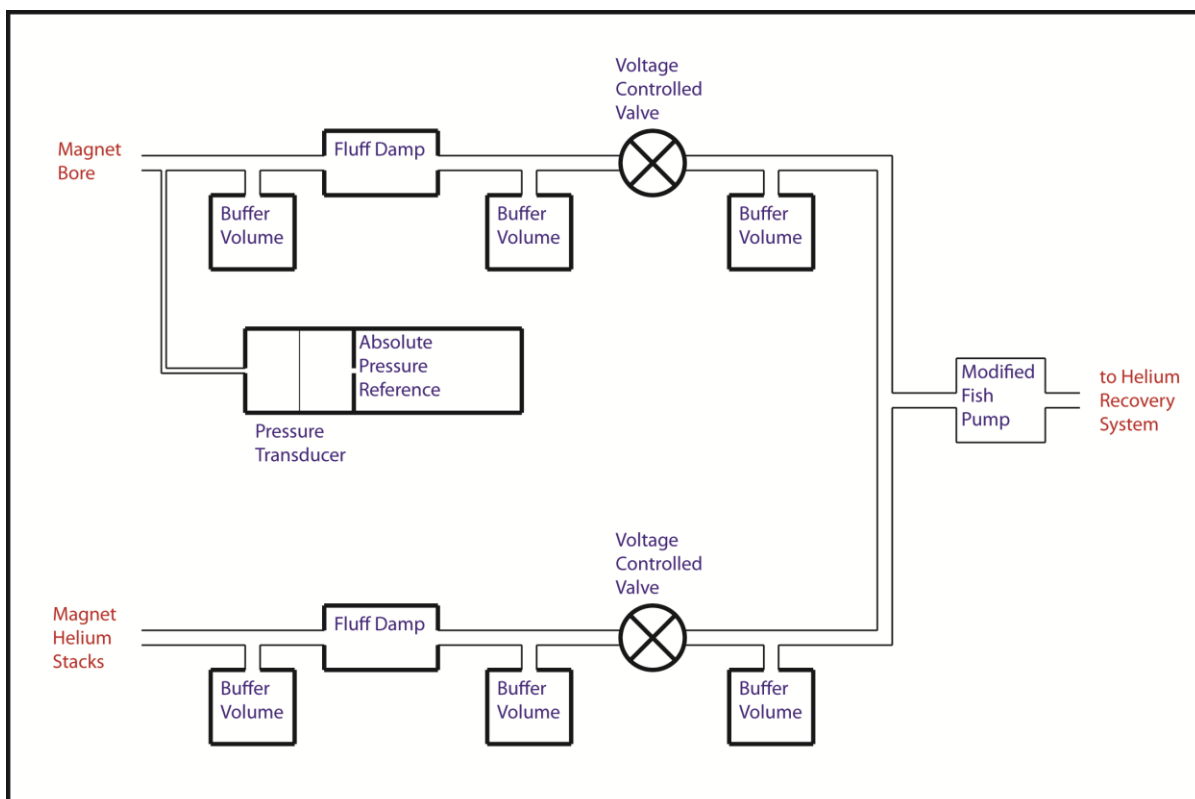 Voltage
Controlled
Valve
Magnet
Bore
Fluff Damp
Buffer
Volume
Buffer
Volume
Buffer
Volume
Absolute
Pressure
Reference
Pressure
Transducer
Modified
Fish
Pump
to Helium
Recovery
System
Voltage
Controlled
Valve
Magnet
Helium
Stacks
Fluff Damp
Buffer
Volume
Buffer
Volume
Buffer
Volume